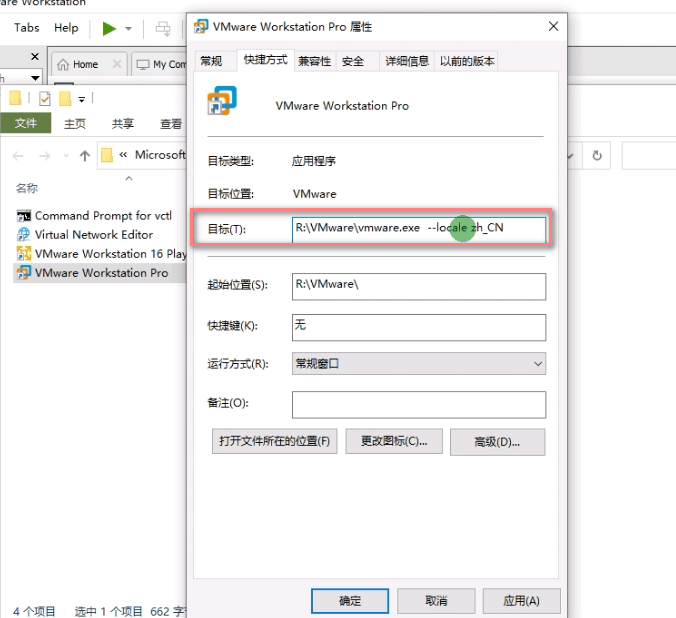 are Workstation
Tabs Help
Home
My Com
文件 主页 共享 查看
« Microsoft
名称
Command Prompt for vctl
Virtual Network Editor
VMware Workstation 16 Play
VMware Workstation Pro
4 个项目 选中 1 个项目 662 字
VMware Workstation Pro 属性
常规 快捷方式 兼容性 安全 详细信息 以前的版本
VMware Workstation Pro
目标类型: 应用程序
目标位置: VMware
目标(T): R:\VMware\vmware.exe --locale zh_CN
起始位置(S): R:\VMware\
快捷键(K): 无
运行方式(R): 常规窗口
备注(O):
打开文件所在的位置(F) 更改图标(C)... 高级(D)...
确定 取消 应用(A)